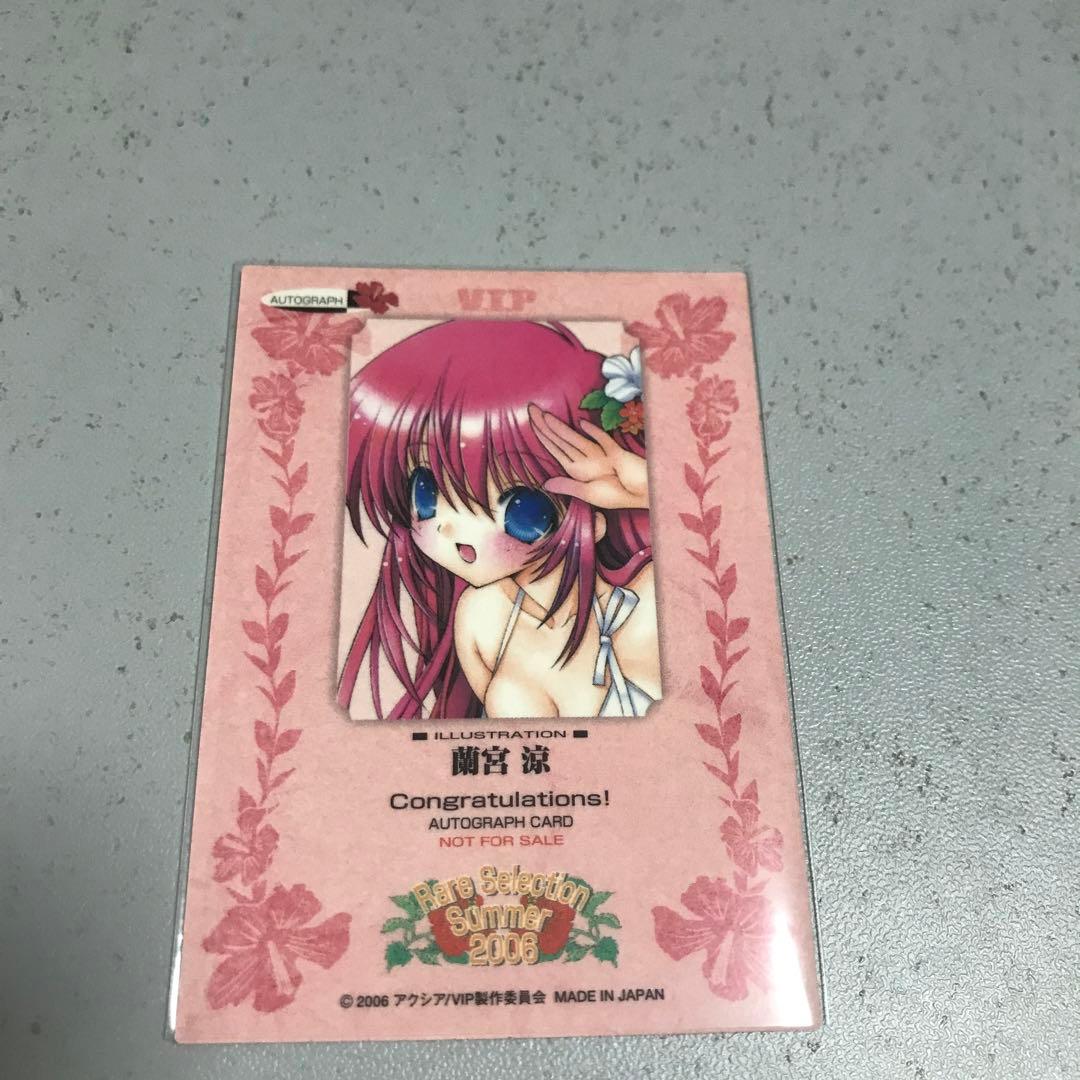 AUTOGRAPH
VIP
ILLUSTRATION
蘭宮 涼
Congratulations!
AUTOGRAPH CARD
NOT FOR SALE
Rare Selection
Summer
2006
© 2006 アクシア/VIP製作委員会 MADE IN JAPAN